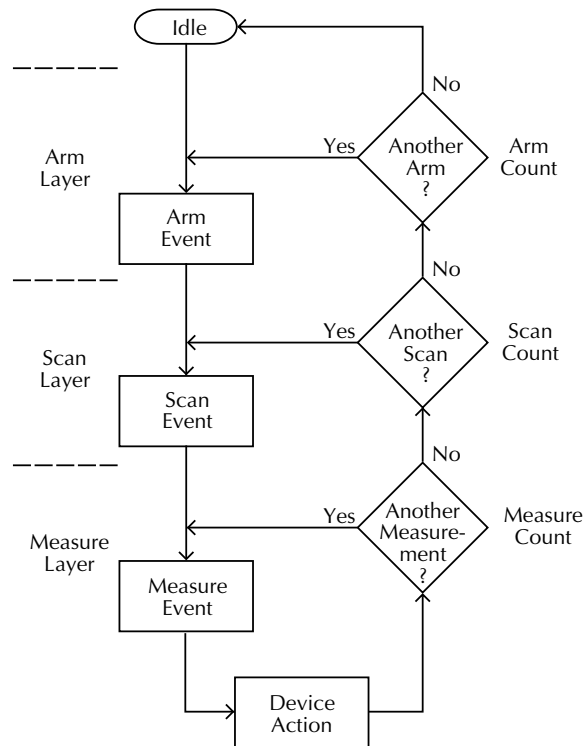 Idle
No
Arm
Layer
Yes
Another
Arm
?
Arm
Count
Arm
Event
No
Scan
Layer
Yes
Another
Scan
?
Scan
Count
Scan
Event
No
Measure
Layer
Yes
Another
Measure-
ment
?
Measure
Count
Measure
Event
Device
Action